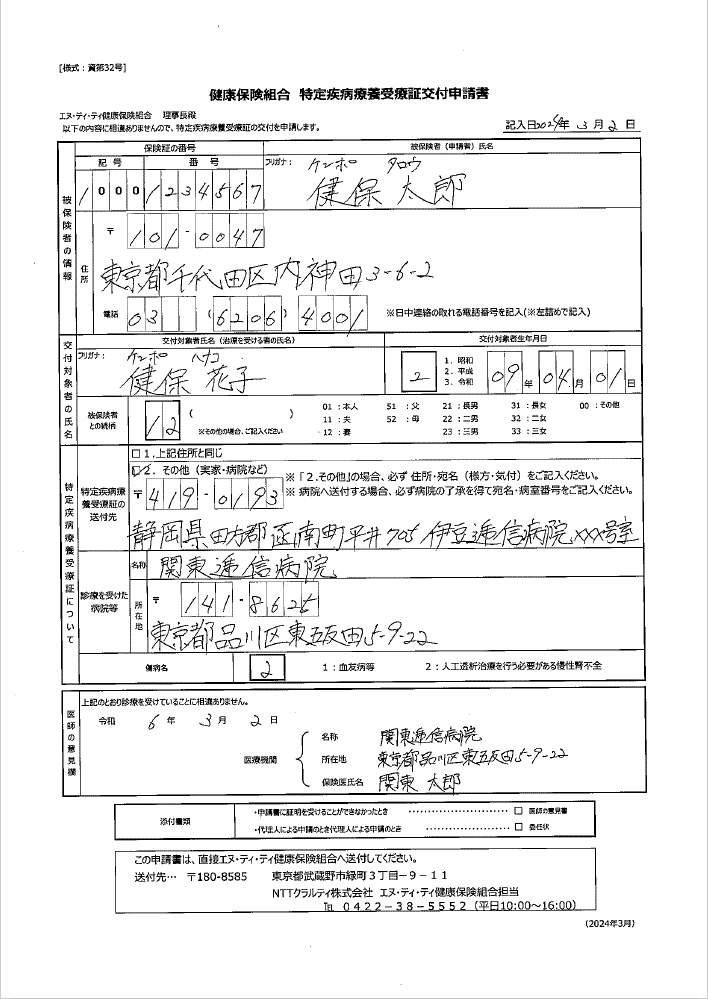 [様式：資第32号]
健康保険組合 特定疾病療養受療証交付申請書
エヌ・ティ・ティ健康保険組合 理事長殿
以下の内容に相違ありませんので、特定疾病療養受療証の交付を申請します。
記入日2024年 3月 2日
被保険者の情報
保険証の番号
被保険者（申請者）氏名
記 号
番 号
フリガナ： ケンポ タロウ
1000
1234567
健保 太郎
住所
〒 101-0047
東京都千代田区内神田3-6-2
電話 03 (6206) 4001 ※日中連絡の取れる電話番号を記入(※左詰めで記入)
交付対象者の氏名
交付対象者氏名（治療を受ける者の氏名）
交付対象者生年月日
フリガナ： ケンポ ハナコ
健保 花子
2
1．昭和
2．平成
3．令和
09年 04月 01日
被保険者との続柄
12
( )
※その他の場合、ご記入ください
01：本人 51：父 21：長男 31：長女 00：その他
11：夫 52：母 22：二男 32：二女
12：妻 23：三男 33：三女
特定疾病療養受療証について
特定疾病療養受療証の送付先
□ 1．上記住所と同じ
☑ 2．その他（実家・病院など）
※「2.その他」の場合、必ず 住所・宛名（様方・気付）をご記入ください。
〒 419-0193
※ 病院へ送付する場合、必ず病院の了承を得て宛名・病室番号をご記入ください。
静岡県田方郡函南町平井705 伊豆逓信病院 xxx号室
診療を受けた病院等
名称 関東逓信病院
所在地
〒 141-8625
東京都品川区東五反田5-9-22
傷病名
2
1：血友病等
2：人工透析治療を行う必要がある慢性腎不全
医師の意見欄
上記のとおり診療を受けていることに相違ありません。
令和 6年 3月 2日
医療機関
名称 関東逓信病院
所在地 東京都品川区東五反田5-9-22
保険医氏名 関東 太郎
添付書類
・申請書に証明を受けることができなかったとき ‥‥‥‥‥‥‥‥‥‥‥ □ 医師の意見書
・代理人による申請のとき代理人による申請のとき ‥‥‥‥‥‥‥‥‥ □ 委任状
この申請書は、直接エヌ・ティ・ティ健康保険組合へ送付してください。
送付先… 〒180-8585 東京都武蔵野市緑町３丁目－９－１１
NTTクラルティ株式会社 エヌ・ティ・ティ健康保険組合担当
℡ ０４２２－３８－５５５２（平日10:00～16:00）
(2024年3月)